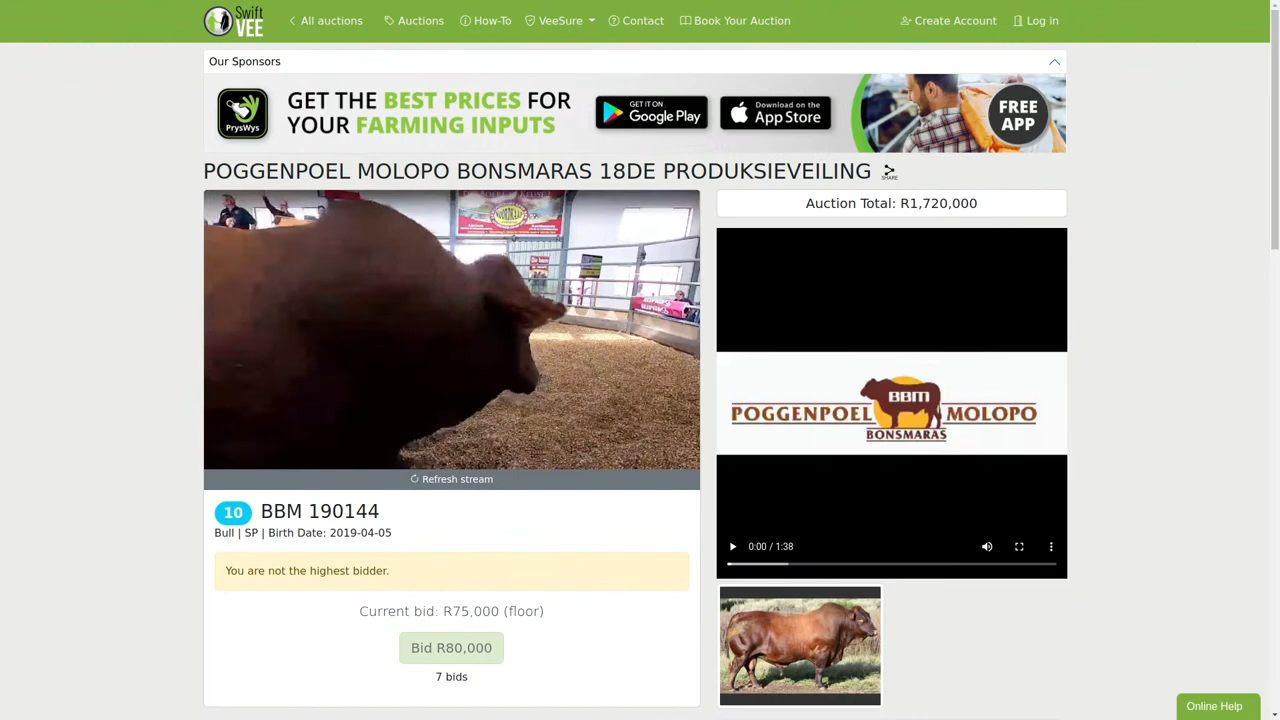 Swift
VEE
All auctions
Auctions
How-To
VeeSure
Contact
Book Your Auction
Create Account
Log in
Our Sponsors
PrysWys
GET THE BEST PRICES FOR
YOUR FARMING INPUTS
GET IT ON
Google Play
Download on the
App Store
FREE
APP
POGGENPOEL MOLOPO BONSMARAS 18DE PRODUKSIEVEILING
SHARE
Auction Total: R1,720,000
POGGENPOEL BBM MOLOPO
BONSMARAS
0:00 / 1:38
Refresh stream
10 BBM 190144
Bull | SP | Birth Date: 2019-04-05
You are not the highest bidder.
Current bid: R75,000 (floor)
Bid R80,000
7 bids
Online Help